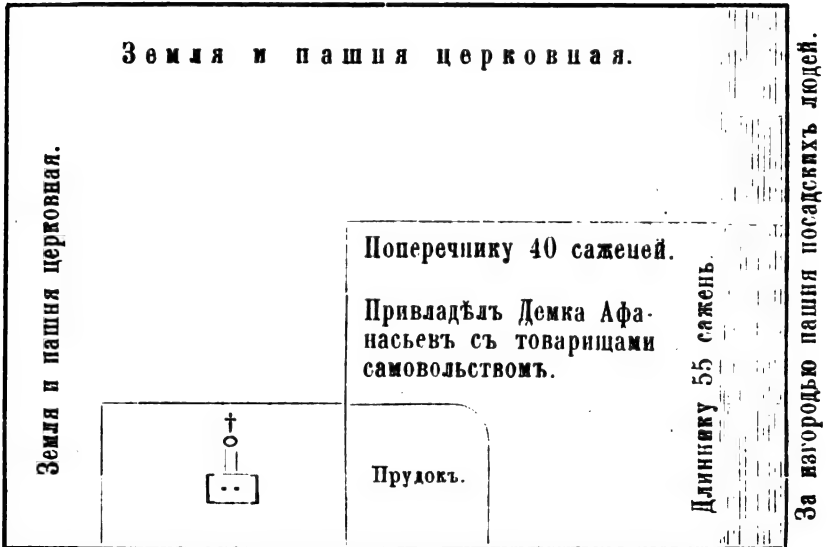 Земля и пашня церковная.
Земля и пашня церковная.
Поперечнику 40 саженей.
Привладѣлъ Демка Афа-
насьевъ съ товарищами
самовольствомъ.
Длиннику 55 сажень.
Прудокъ.
За изгородью пашня посадскихъ людей.